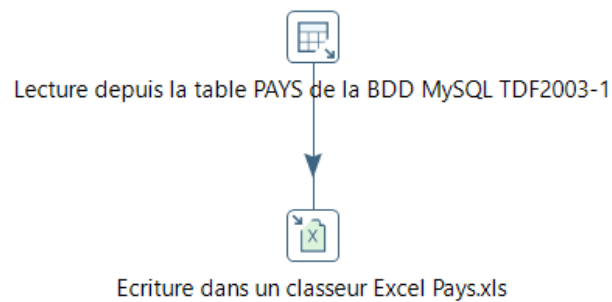 Lecture depuis la table PAYS de la BDD MySQL TDF2003-1
X
Ecriture dans un classeur Excel Pays.xls